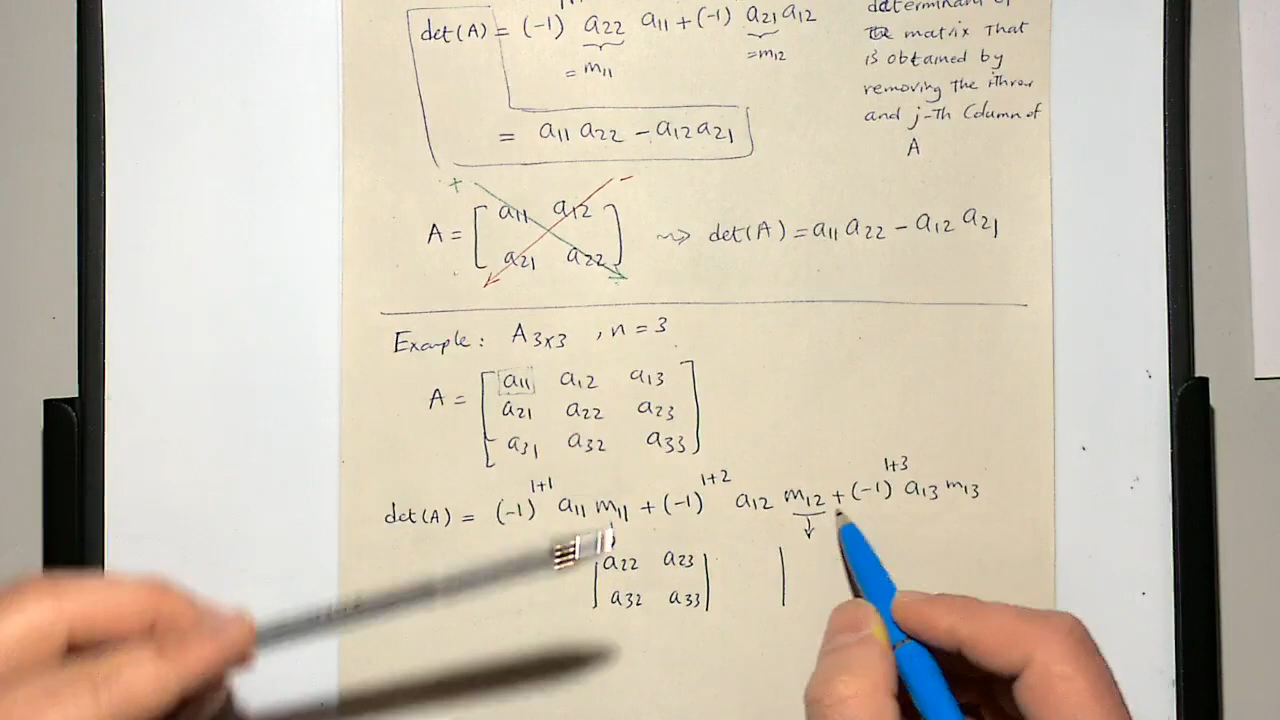 det(A) = (-1) a22 a11 + (-1) a21 a12
= m11
= m12
= a11 a22 - a12 a21
determinant of
the matrix that
is obtained by
removing the i-th row
and j-th column of
A
+ -
A = [ a11 a12
a21 a22 ] ⇝ det(A) = a11 a22 - a12 a21
Example: A3x3 , n = 3
A = [ a11 a12 a13
a21 a22 a23
a31 a32 a33 ]
det(A) = (-1)^1+1 a11 m11 + (-1)^1+2 a12 m12 + (-1)^1+3 a13 m13
| a22 a23 | |
| a32 a33 |